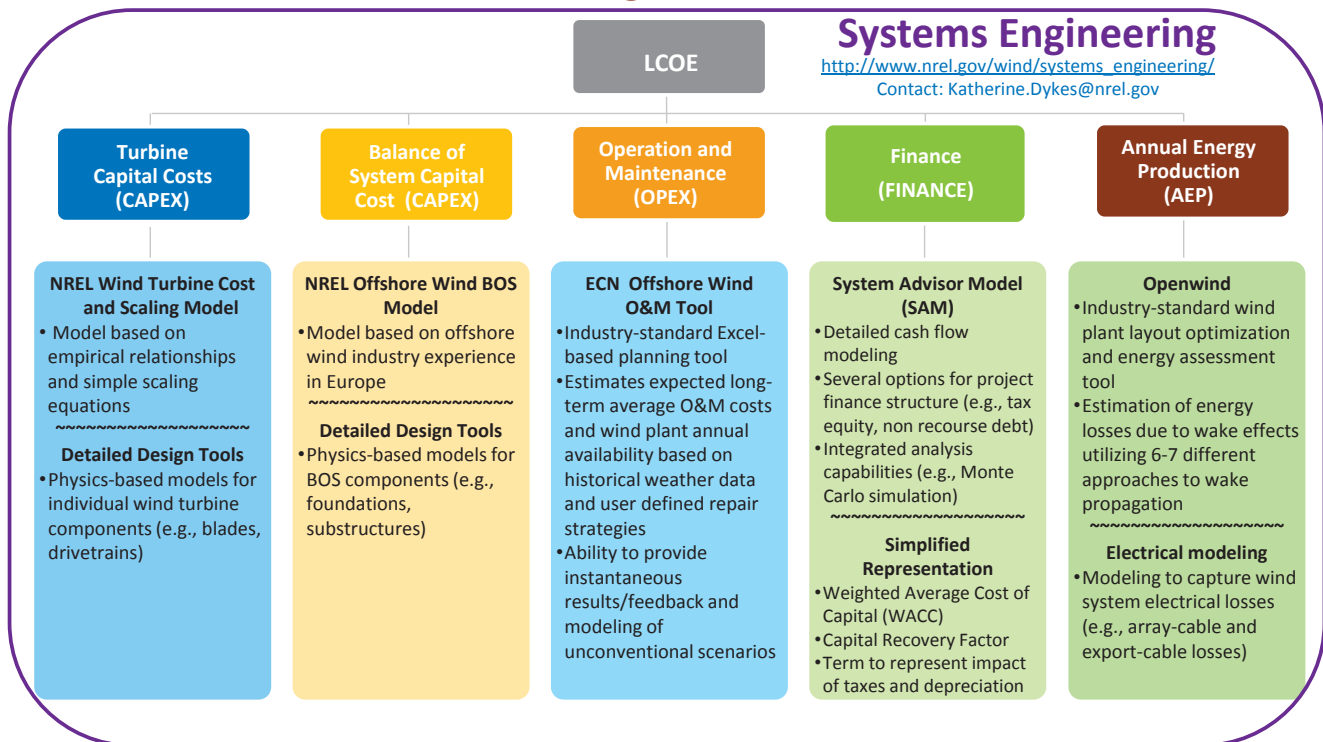 Systems Engineering
http://www.nrel.gov/wind/systems_engineering/
Contact: Katherine.Dykes@nrel.gov
LCOE
Turbine
Capital Costs
(CAPEX)
Balance of
System Capital
Cost (CAPEX)
Operation and
Maintenance
(OPEX)
Finance
(FINANCE)
Annual Energy
Production
(AEP)
NREL Wind Turbine Cost
and Scaling Model
• Model based on
empirical relationships
and simple scaling
equations
~~~~~~~~~~~~~~~~~~~
Detailed Design Tools
•Physics-based models for
individual wind turbine
components (e.g., blades,
drivetrains)
NREL Offshore Wind BOS
Model
•Model based on offshore
wind industry experience
in Europe
~~~~~~~~~~~~~~~~~~~~
Detailed Design Tools
•Physics-based models for
BOS components (e.g.,
foundations,
substructures)
ECN Offshore Wind
O&M Tool
•Industry-standard Excel-
based planning tool
•Estimates expected long-
term average O&M costs
and wind plant annual
availability based on
historical weather data
and user defined repair
strategies
•Ability to provide
instantaneous
results/feedback and
modeling of
unconventional scenarios
System Advisor Model
(SAM)
•Detailed cash flow
modeling
•Several options for project
finance structure (e.g., tax
equity, non recourse debt)
•Integrated analysis
capabilities (e.g., Monte
Carlo simulation)
~~~~~~~~~~~~~~~~~~~
Simplified
Representation
•Weighted Average Cost of
Capital (WACC)
•Capital Recovery Factor
•Term to represent impact
of taxes and depreciation
Openwind
•Industry-standard wind
plant layout optimization
and energy assessment
tool
•Estimation of energy
losses due to wake effects
utilizing 6-7 different
approaches to wake
propagation
~~~~~~~~~~~~~~~~~~~
Electrical modeling
•Modeling to capture wind
system electrical losses
(e.g., array-cable and
export-cable losses)